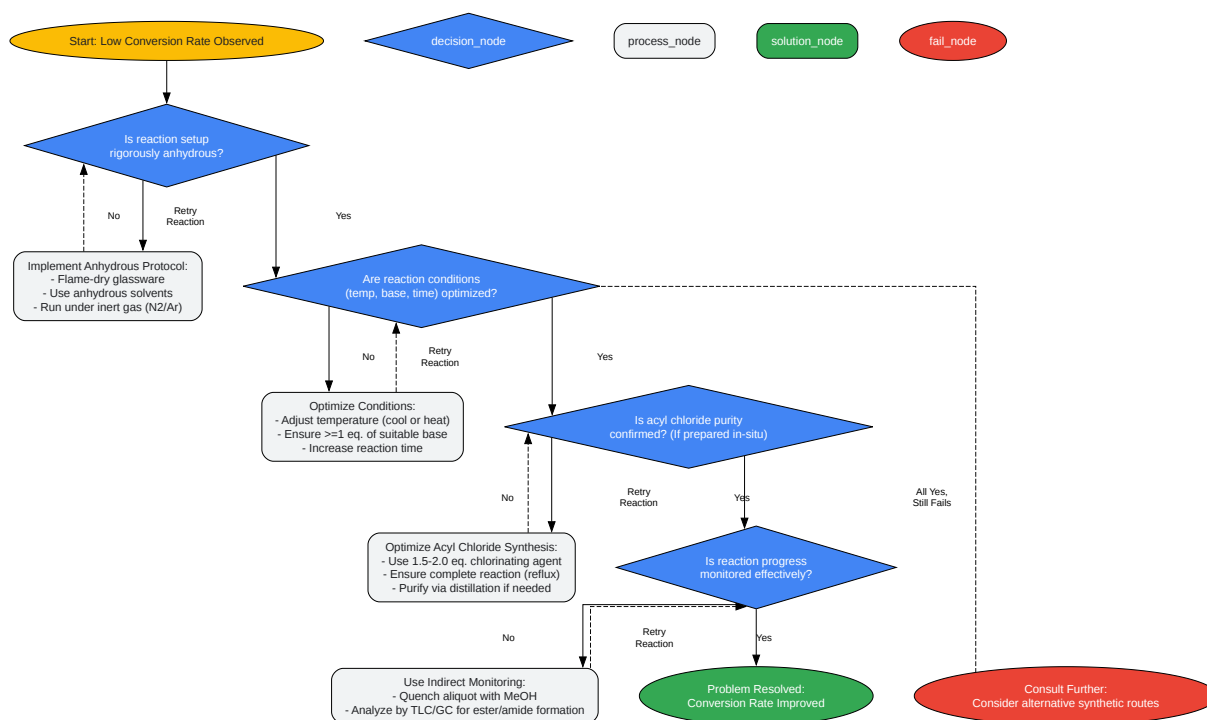 Start: Low Conversion Rate Observed
decision_node
process_node
solution_node
fail_node
Is reaction setup
rigorously anhydrous?
No
Retry
Reaction
Yes
Implement Anhydrous Protocol:
- Flame-dry glassware
- Use anhydrous solvents
- Run under inert gas (N2/Ar)
Are reaction conditions
(temp, base, time) optimized?
No
Retry
Reaction
Yes
Optimize Conditions:
- Adjust temperature (cool or heat)
- Ensure >=1 eq. of suitable base
- Increase reaction time
Is acyl chloride purity
confirmed? (If prepared in-situ)
No
Retry
Reaction
Yes
All Yes,
Still Fails
Optimize Acyl Chloride Synthesis:
- Use 1.5-2.0 eq. chlorinating agent
- Ensure complete reaction (reflux)
- Purify via distillation if needed
Is reaction progress
monitored effectively?
No
Retry
Reaction
Yes
Use Indirect Monitoring:
- Quench aliquot with MeOH
- Analyze by TLC/GC for ester/amide formation
Problem Resolved:
Conversion Rate Improved
Consult Further:
Consider alternative synthetic routes